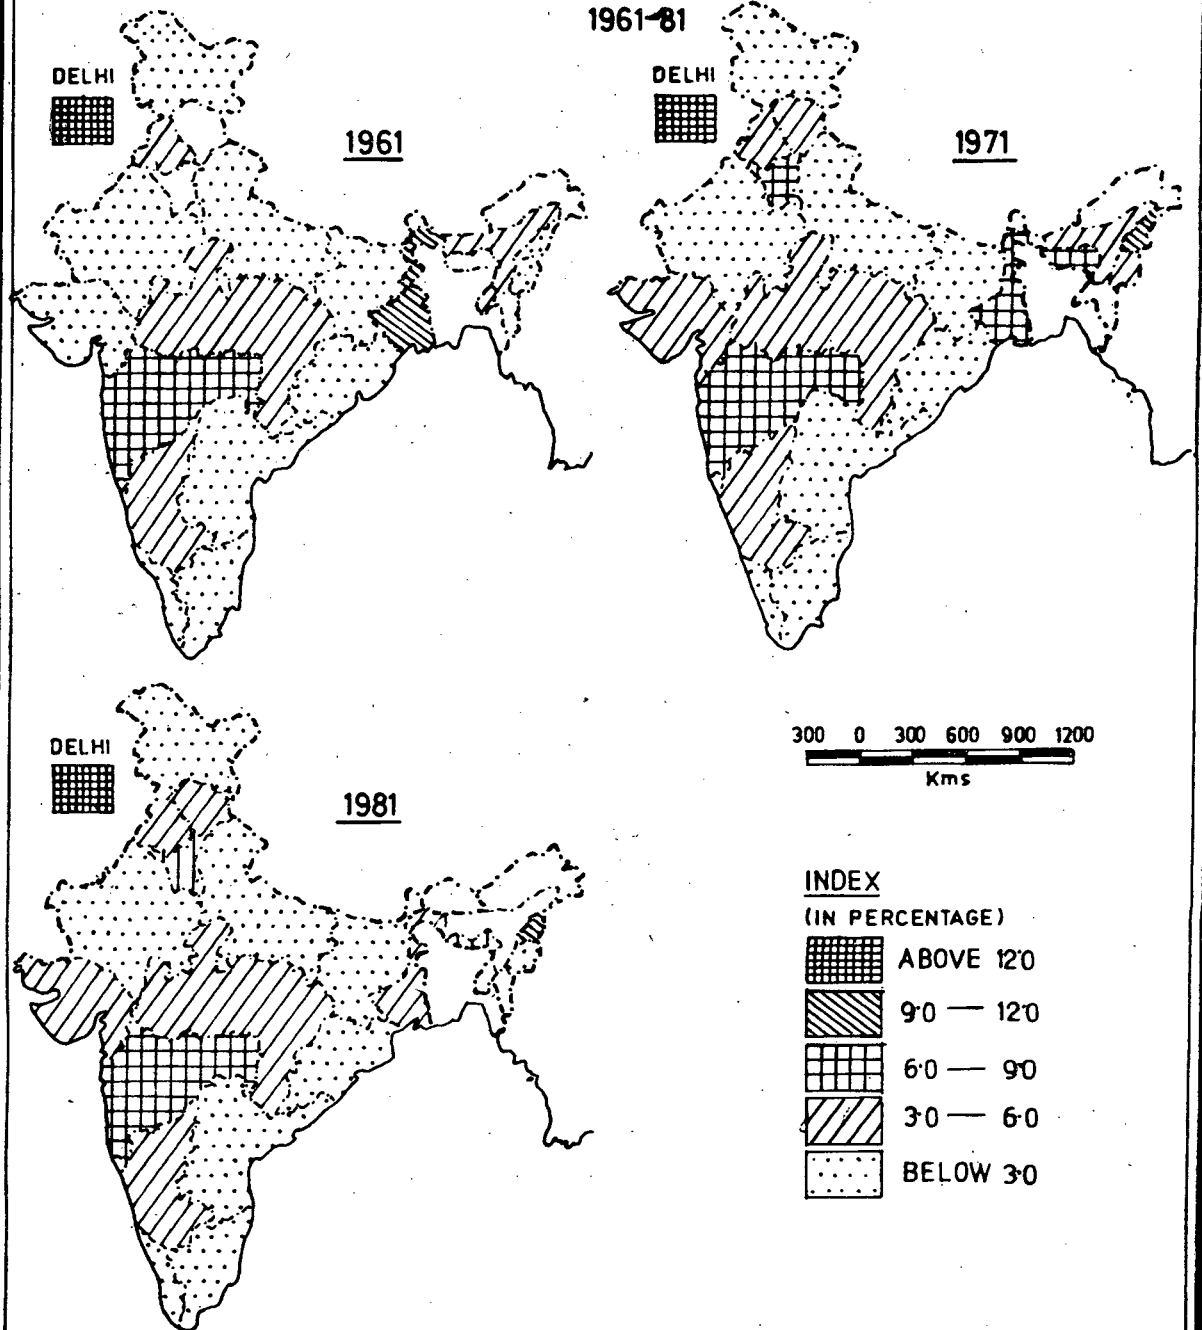 1961-81
DELHI
1961
DELHI
1971
DELHI
1981
300 0 300 600 900 1200
Kms
INDEX
(IN PERCENTAGE)
ABOVE 12·0
9·0 — 12·0
6·0 — 9·0
3·0 — 6·0
BELOW 3·0